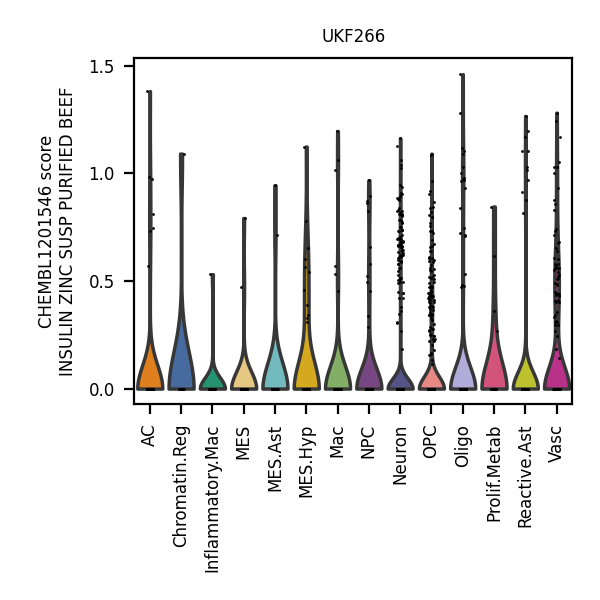 UKF266
CHEMBL1201546 score
INSULIN ZINC SUSP PURIFIED BEEF
1.5
1.0
0.5
0.0
AC
Chromatin.Reg
Inflammatory.Mac
MES
MES.Ast
MES.Hyp
Mac
NPC
Neuron
OPC
Oligo
Prolif.Metab
Reactive.Ast
Vasc